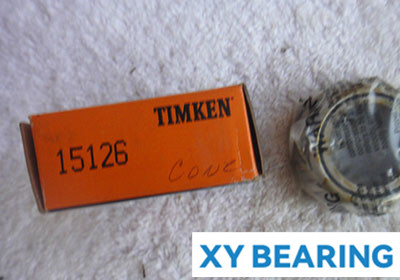 TIMKEN
15126
Cone
XY BEARING